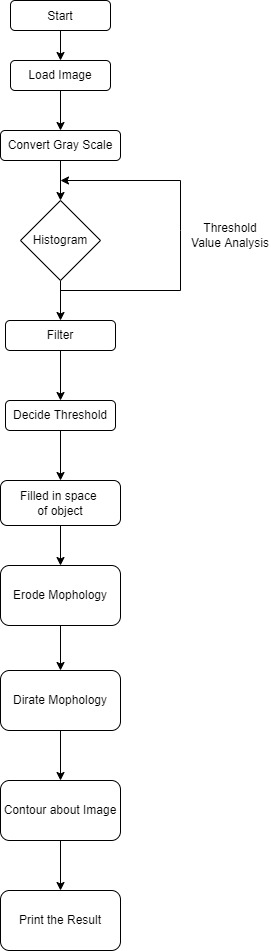 Start
Load Image
Convert Gray Scale
Histogram
Threshold
Value Analysis
Filter
Decide Threshold
Filled in space
of object
Erode Mophology
Dirate Mophology
Contour about Image
Print the Result